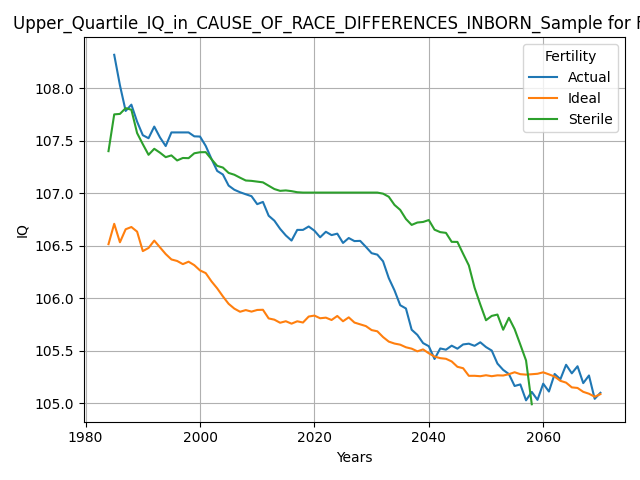 Upper_Quartile_IQ_in_CAUSE_OF_RACE_DIFFERENCES_INBORN_Sample for
Fertility
Actual
Ideal
Sterile
IQ
108.0
107.5
107.0
106.5
106.0
105.5
105.0
1980 2000 2020 2040 2060
Years